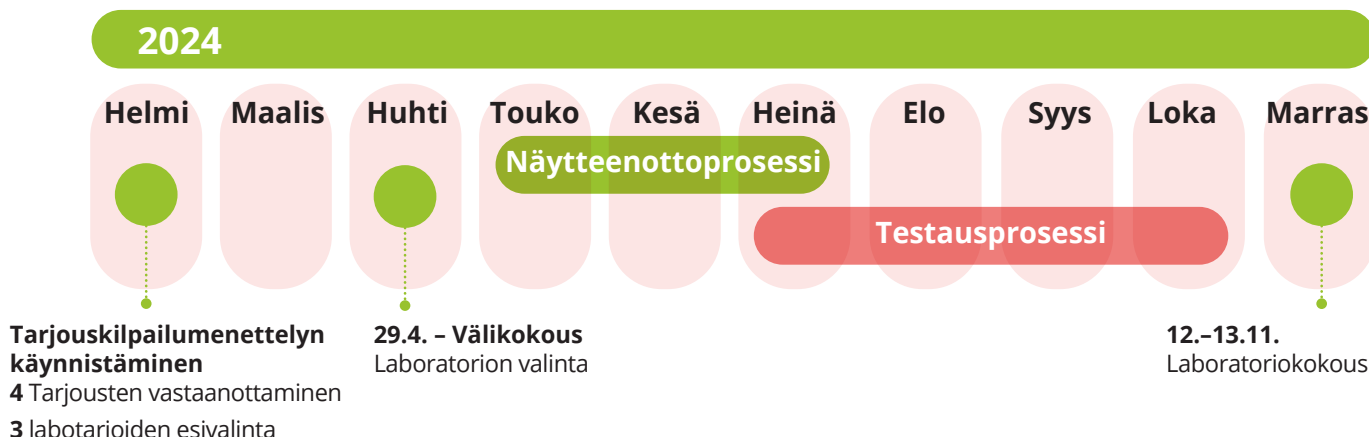 2024
Helmi Maalis Huhti Touko Kesä Heinä Elo Syys Loka Marras
Näytteenottoprosessi
Testausprosessi
Tarjouskilpailumenettelyn
käynnistäminen
4 Tarjousten vastaanottaminen
3 labotarioiden esivalinta
29.4. – Välikokous
Laboratorion valinta
12.–13.11.
Laboratoriokokous